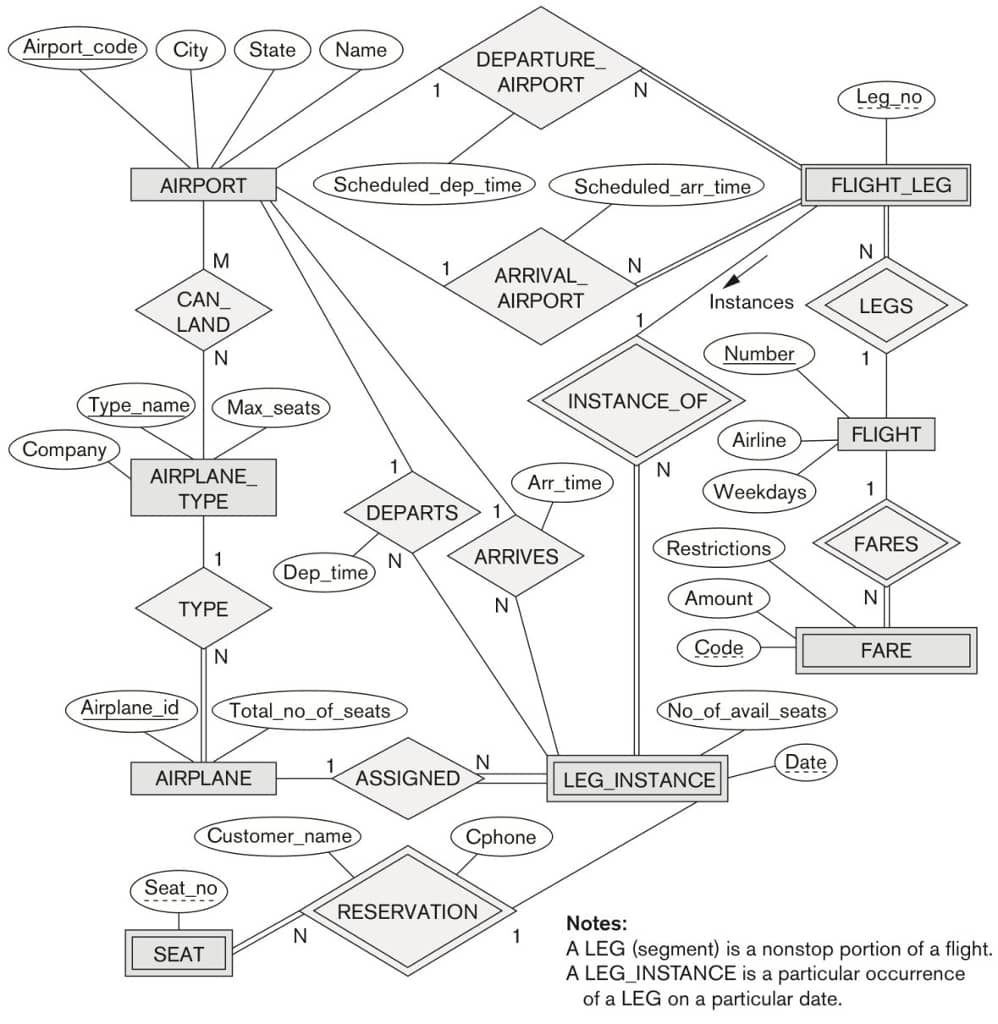 Airport_code
City
State
Name
DEPARTURE_
AIRPORT
1
N
Leg_no
Scheduled_dep_time
Scheduled_arr_time
AIRPORT
FLIGHT_LEG
M
CAN_
LAND
N
1
ARRIVAL_
AIRPORT
N
Instances
N
LEGS
1
1
INSTANCE_OF
N
Number
FLIGHT
Airline
Weekdays
Type_name
Max_seats
Company
AIRPLANE_
TYPE
1
DEPARTS
N
Dep_time
Arr_time
1
ARRIVES
N
1
FARES
N
Restrictions
Amount
Code
FARE
1
TYPE
N
Airplane_id
Total_no_of_seats
No_of_avail_seats
Date
AIRPLANE
1
ASSIGNED
N
LEG_INSTANCE
Customer_name
Cphone
Seat_no
RESERVATION
N
1
SEAT
Notes:
A LEG (segment) is a nonstop portion of a flight.
A LEG_INSTANCE is a particular occurrence
of a LEG on a particular date.